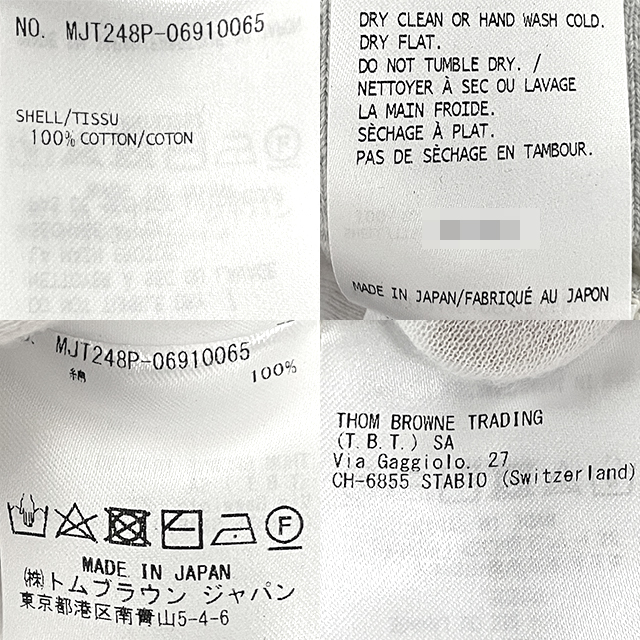 NO. MJT248P-06910065
SHELL/TISSU
100% COTTON/COTON
DRY CLEAN OR HAND WASH COLD.
DRY FLAT.
DO NOT TUMBLE DRY. /
NETTOYER À SEC OU LAVAGE
LA MAIN FROIDE.
SÈCHAGE À PLAT.
PAS DE SÈCHAGE EN TAMBOUR.
MADE IN JAPAN/FABRIQUÉ AU JAPON
MJT248P-06910065
綿 100%
F
MADE IN JAPAN
(株)トムブラウン ジャパン
東京都港区南青山5-4-6
THOM BROWNE TRADING
(T.B.T.) SA
Via Gaggiolo. 27
CH-6855 STABIO (Switzerland)